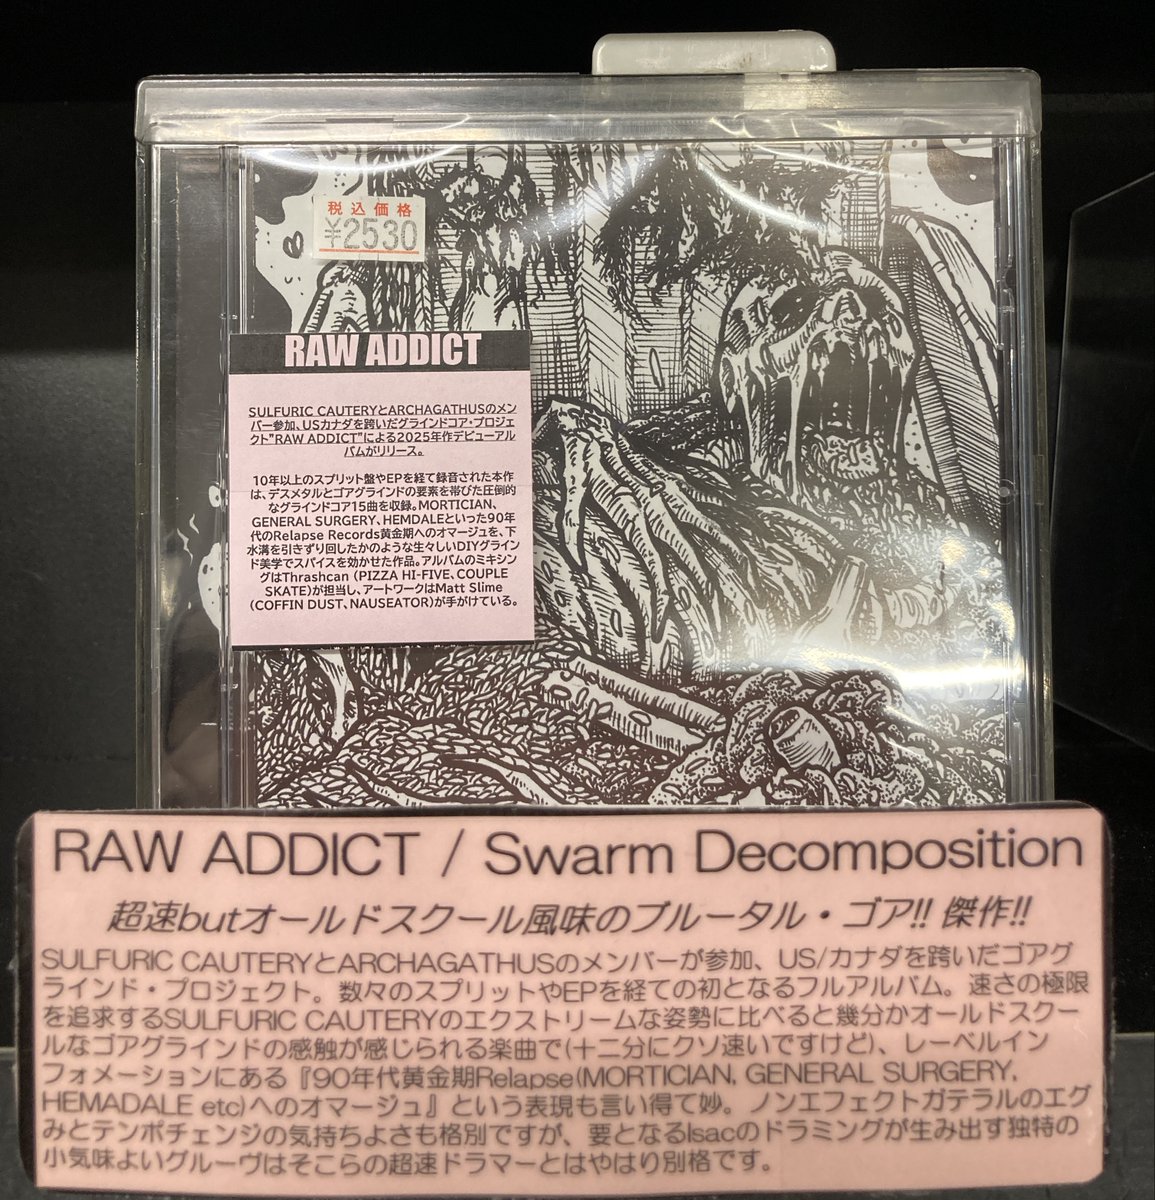 税込価格
¥2530
RAW ADDICT
SULFURIC CAUTERYとARCHAGATHUSのメン
バー参加、USカナダを跨いだグラインドコア・プロジェ
クト"RAW ADDICT"による2025年作デビューアル
バムがリリース。
10年以上のスプリット盤やEPを経て録音された本作
は、デスメタルとゴアグラインドの要素を帯びた圧倒的
なグラインドコア15曲を収録。MORTICIAN、
GENERAL SURGERY、HEMDALEといった90年
代のRelapse Records黄金期へのオマージュを、下
水溝を引きずり回したかのような生々しいDIYグライン
ド美学でスパイスを効かせた作品。アルバムのミキシン
グはThrashcan (PIZZA HI-FIVE、COUPLE
SKATE)が担当し、アートワークはMatt Slime
(COFFIN DUST、NAUSEATOR)が手がけている。
RAW ADDICT / Swarm Decomposition
超速butオールドスクール風味のブルータル・ゴア!! 傑作!!
SULFURIC CAUTERYとARCHAGATHUSのメンバーが参加、US/カナダを跨いだゴアグ
ラインド・プロジェクト。数々のスプリットやEPを経ての初となるフルアルバム。速さの極限
を追求するSULFURIC CAUTERYのエクストリームな姿勢に比べると幾分かオールドスクー
ルなゴアグラインドの感触が感じられる楽曲で(十二分にクソ速いですけど)、レーベルイン
フォメーションにある『90年代黄金期Relapse(MORTICIAN, GENERAL SURGERY,
HEMADALE etc)へのオマージュ』という表現も言い得て妙。ノンエフェクトガテラルのエグ
みとテンポチェンジの気持ちよさも格別ですが、要となるIsacのドラミングが生み出す独特の
小気味よいグルーヴはそこらの超速ドラマーとはやはり別格です。